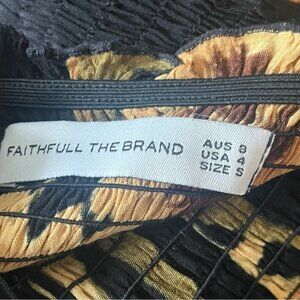 FAITHFULL THE BRAND
AUS 8
USA 4
SIZE S